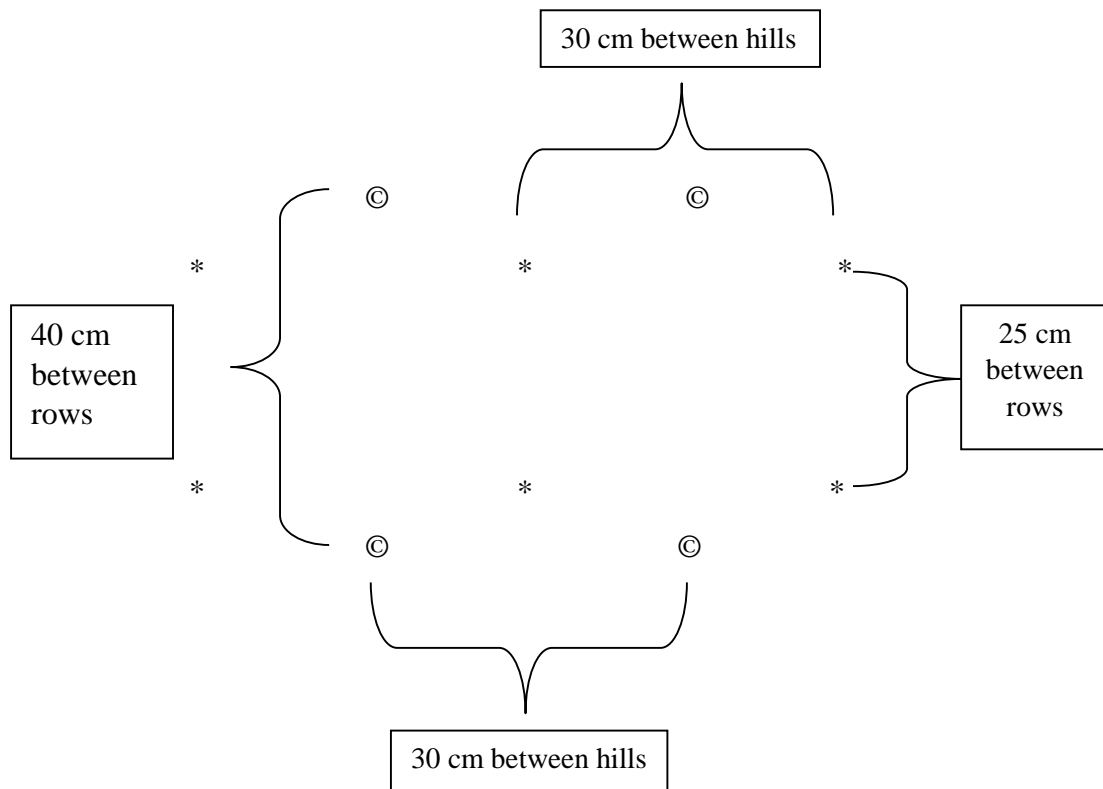 30 cm between hills
© ©
* * *
40 cm
between
rows
25 cm
between
rows
* * *
© ©
30 cm between hills